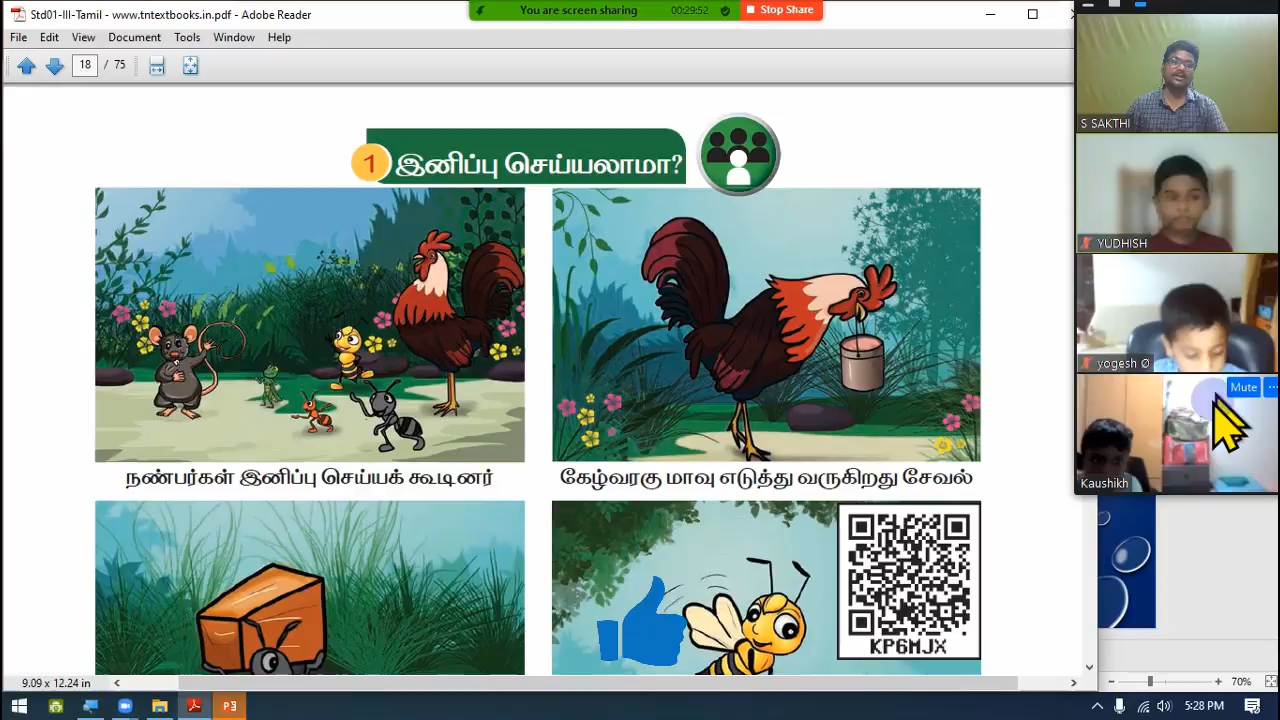 Std01-III-Tamil - www.tntextbooks.in.pdf - Adobe Reader
You are screen sharing
00:29:52
Stop Share
File Edit View Document Tools Window Help
18 / 75
1 இனிப்பு செய்யலாமா?
நண்பர்கள் இனிப்பு செய்யக் கூடினர்
கேழ்வரகு மாவு எடுத்து வருகிறது சேவல்
KP6MJX
S SAKTHI
YUDHISH
yogesh Ø
Mute
Kaushikh
9.09 x 12.24 in
70%
5:28 PM